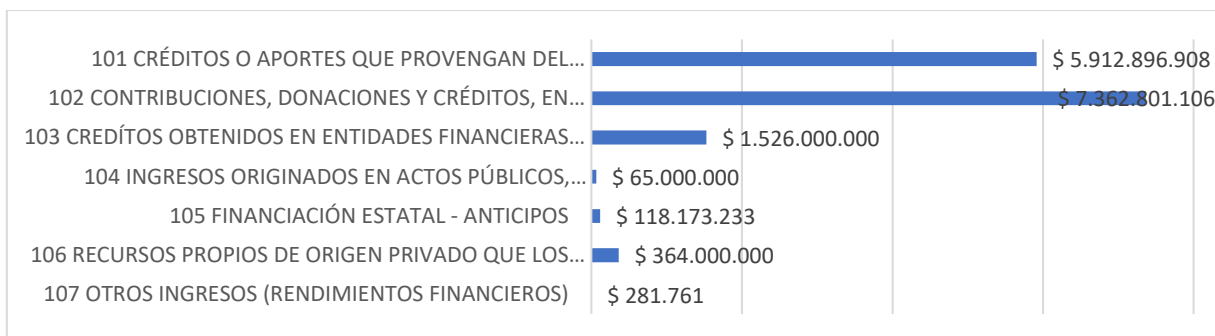 101 CRÉDITOS O APORTES QUE PROVENGAN DEL... $ 5.912.896.908
102 CONTRIBUCIONES, DONACIONES Y CRÉDITOS, EN... $ 7.362.801.106
103 CREDÍTOS OBTENIDOS EN ENTIDADES FINANCIERAS... $ 1.526.000.000
104 INGRESOS ORIGINADOS EN ACTOS PÚBLICOS,... $ 65.000.000
105 FINANCIACIÓN ESTATAL - ANTICIPOS $ 118.173.233
106 RECURSOS PROPIOS DE ORIGEN PRIVADO QUE LOS... $ 364.000.000
107 OTROS INGRESOS (RENDIMIENTOS FINANCIEROS) $ 281.761